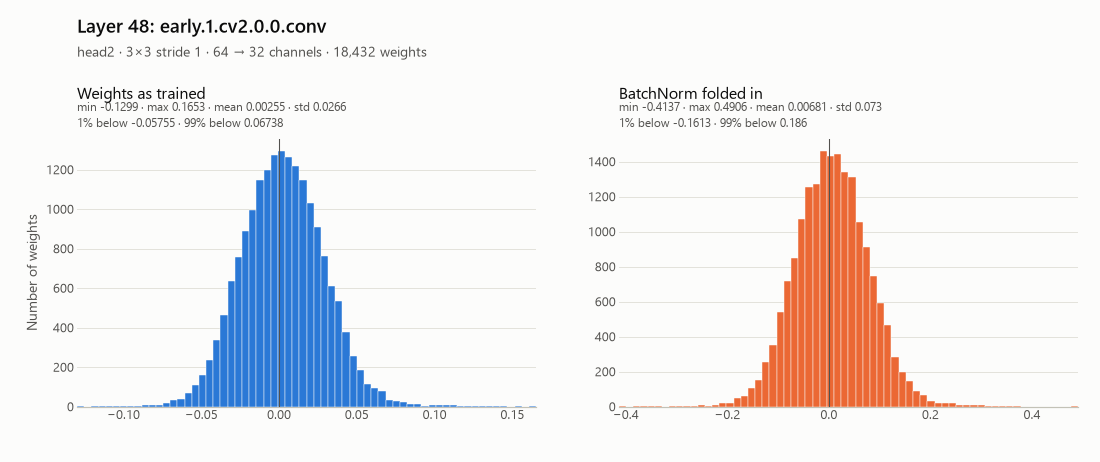 Layer 48: early.1.cv2.0.0.conv
head2 · 3×3 stride 1 · 64 → 32 channels · 18,432 weights
Weights as trained
min -0.1299 · max 0.1653 · mean 0.00255 · std 0.0266
1% below -0.05755 · 99% below 0.06738
Number of weights
1200
1000
800
600
400
200
0
−0.10 −0.05 0.00 0.05 0.10 0.15
BatchNorm folded in
min -0.4137 · max 0.4906 · mean 0.00681 · std 0.073
1% below -0.1613 · 99% below 0.186
1400
1200
1000
800
600
400
200
0
−0.4 −0.2 0.0 0.2 0.4